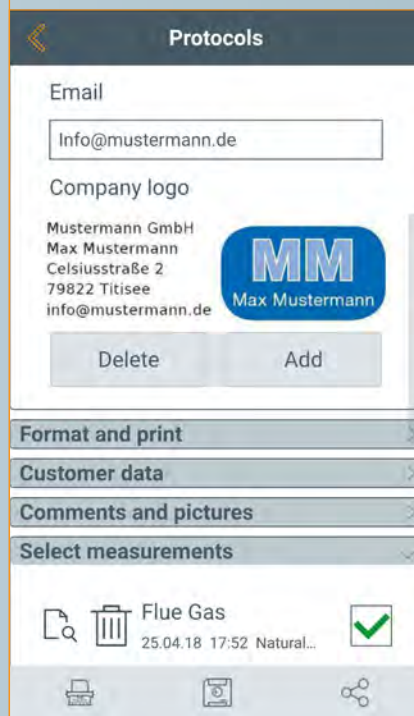 Protocols
Email
Info@mustermann.de
Company logo
Mustermann GmbH
Max Mustermann
Celsiusstraße 2
79822 Titisee
info@mustermann.de
MM
Max Mustermann
Delete
Add
Format and print
Customer data
Comments and pictures
Select measurements
Flue Gas
25.04.18 17:52 Natural...